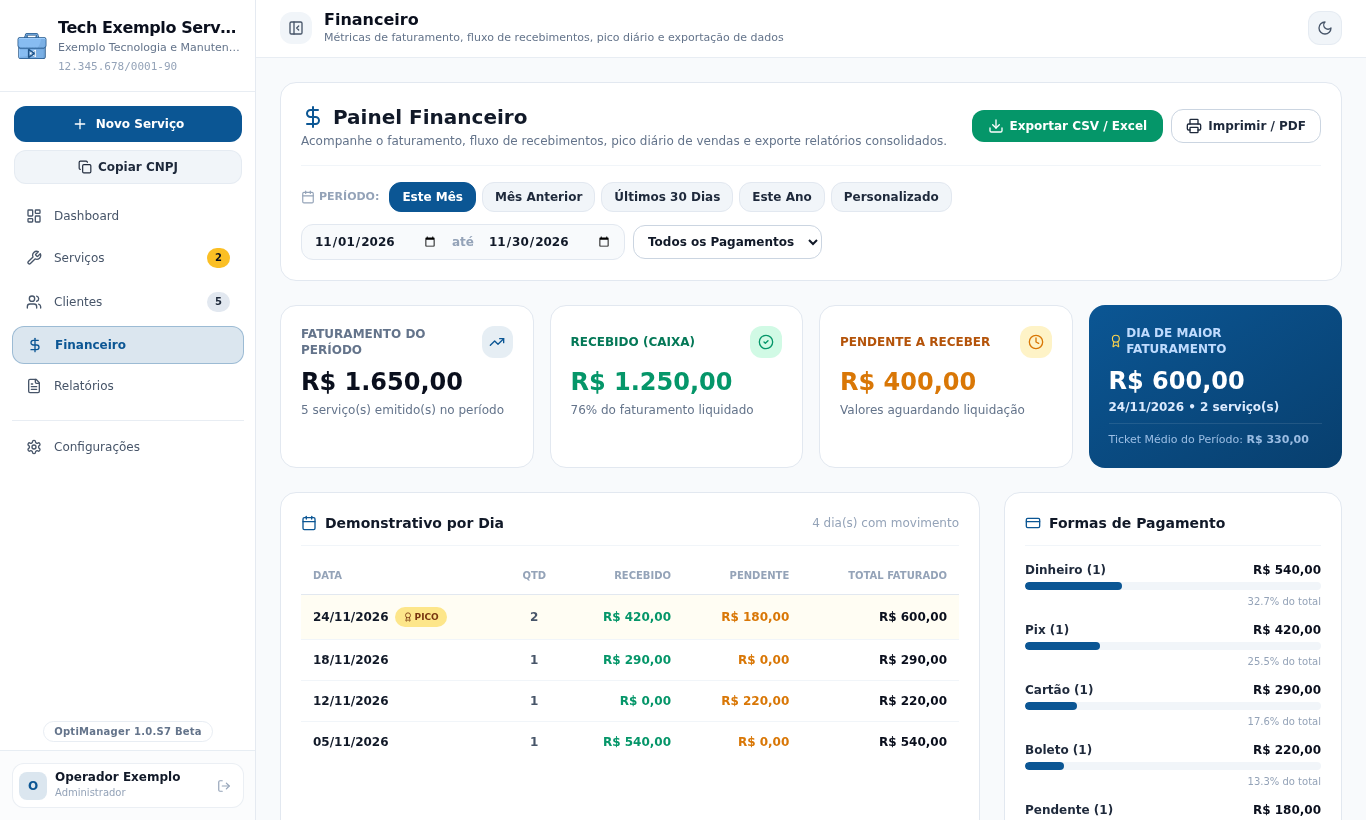 Tech Exemplo Serv...
Exemplo Tecnologia e Manuten...
12.345.678/0001-90
Novo Serviço
Copiar CNPJ
Dashboard
Serviços 2
Clientes 5
Financeiro
Relatórios
Configurações
OptiManager 1.0.S7 Beta
O
Operador Exemplo
Administrador
Financeiro
Métricas de faturamento, fluxo de recebimentos, pico diário e exportação de dados
Painel Financeiro
Acompanhe o faturamento, fluxo de recebimentos, pico diário de vendas e exporte relatórios consolidados.
Exportar CSV / Excel
Imprimir / PDF
PERÍODO: Este Mês Mês Anterior Últimos 30 Dias Este Ano Personalizado
11/01/2026 até 11/30/2026 Todos os Pagamentos
FATURAMENTO DO
PERÍODO
R$ 1.650,00
5 serviço(s) emitido(s) no período
RECEBIDO (CAIXA)
R$ 1.250,00
76% do faturamento liquidado
PENDENTE A RECEBER
R$ 400,00
Valores aguardando liquidação
DIA DE MAIOR
FATURAMENTO
R$ 600,00
24/11/2026 • 2 serviço(s)
Ticket Médio do Período: R$ 330,00
Demonstrativo por Dia 4 dia(s) com movimento
DATA QTD RECEBIDO PENDENTE TOTAL FATURADO
24/11/2026 PICO 2 R$ 420,00 R$ 180,00 R$ 600,00
18/11/2026 1 R$ 290,00 R$ 0,00 R$ 290,00
12/11/2026 1 R$ 0,00 R$ 220,00 R$ 220,00
05/11/2026 1 R$ 540,00 R$ 0,00 R$ 540,00
Formas de Pagamento
Dinheiro (1) R$ 540,00
32.7% do total
Pix (1) R$ 420,00
25.5% do total
Cartão (1) R$ 290,00
17.6% do total
Boleto (1) R$ 220,00
13.3% do total
Pendente (1) R$ 180,00